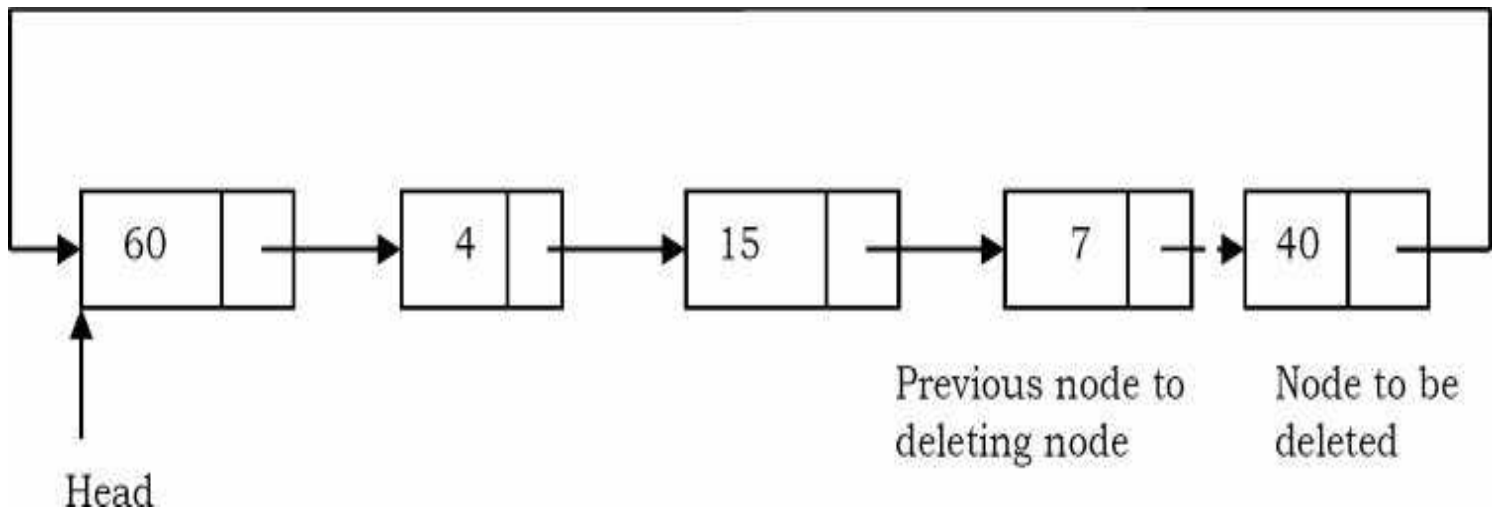 60 4 15 7 40
Previous node to
deleting node
Node to be
deleted
Head